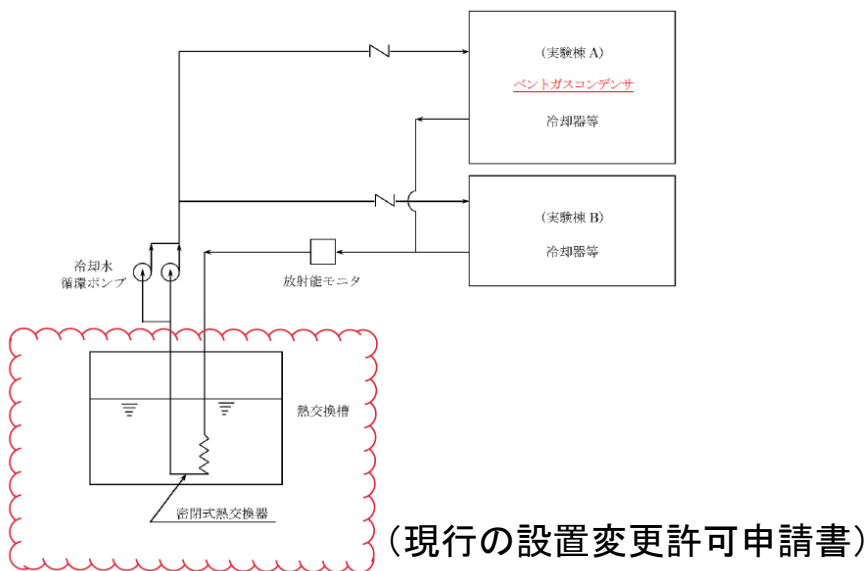 (実験棟 A)
ベントガスコンデンサ
冷却器等
(実験棟 B)
冷却器等
冷却水
循環ポンプ
放射能モニタ
熱交換槽
密閉式熱交換器
(現行の設置変更許可申請書)